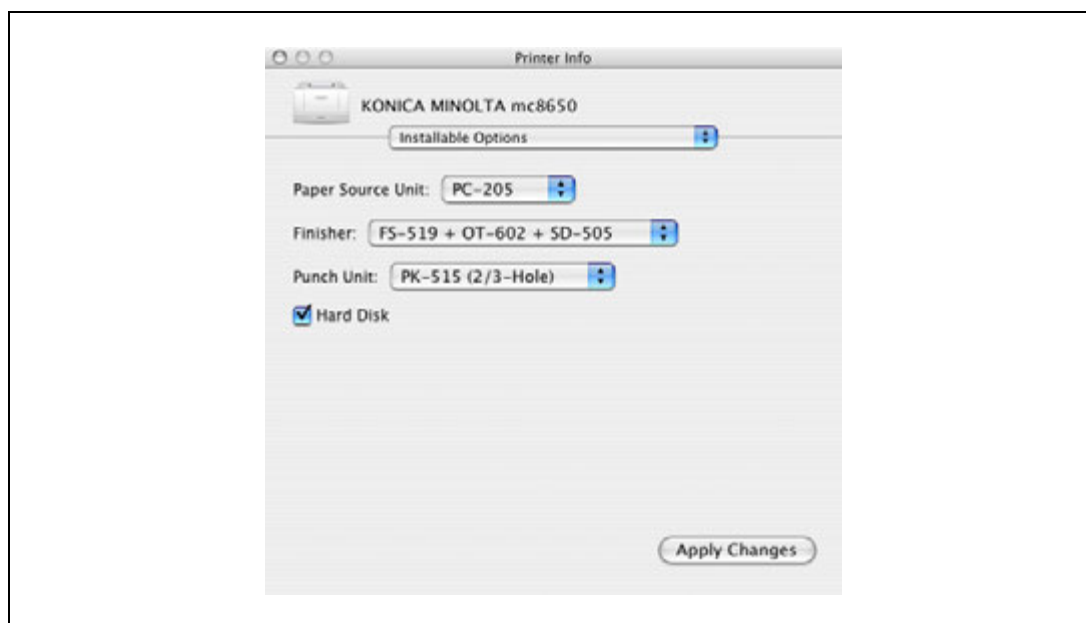 Printer Info
KONICA MINOLTA mc8650
Installable Options
Paper Source Unit: PC-205
Finisher: FS-519 + OT-602 + SD-505
Punch Unit: PK-515 (2/3-Hole)
Hard Disk
Apply Changes